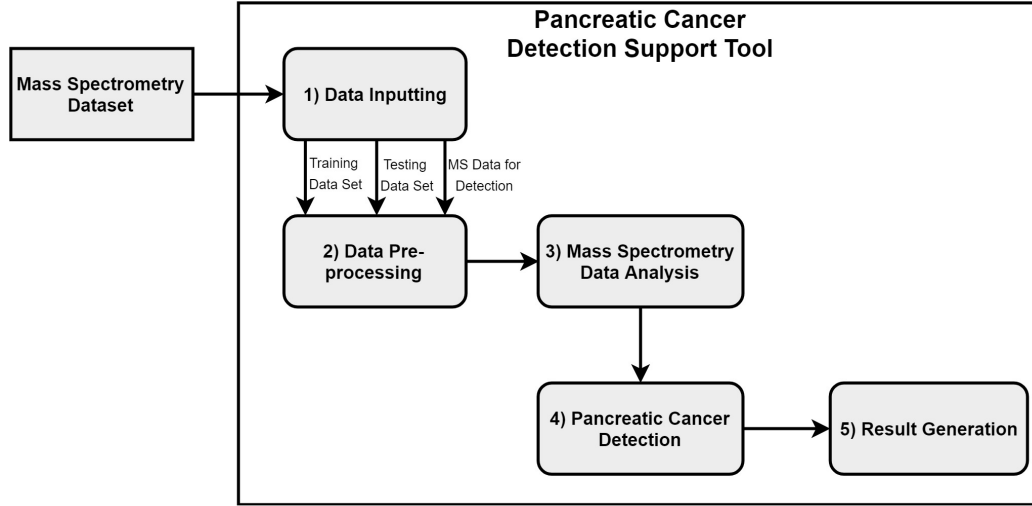 Pancreatic Cancer
Detection Support Tool
Mass Spectrometry
Dataset
1) Data Inputting
Training
Data Set
Testing
Data Set
MS Data for
Detection
2) Data Pre-
processing
3) Mass Spectrometry
Data Analysis
4) Pancreatic Cancer
Detection
5) Result Generation